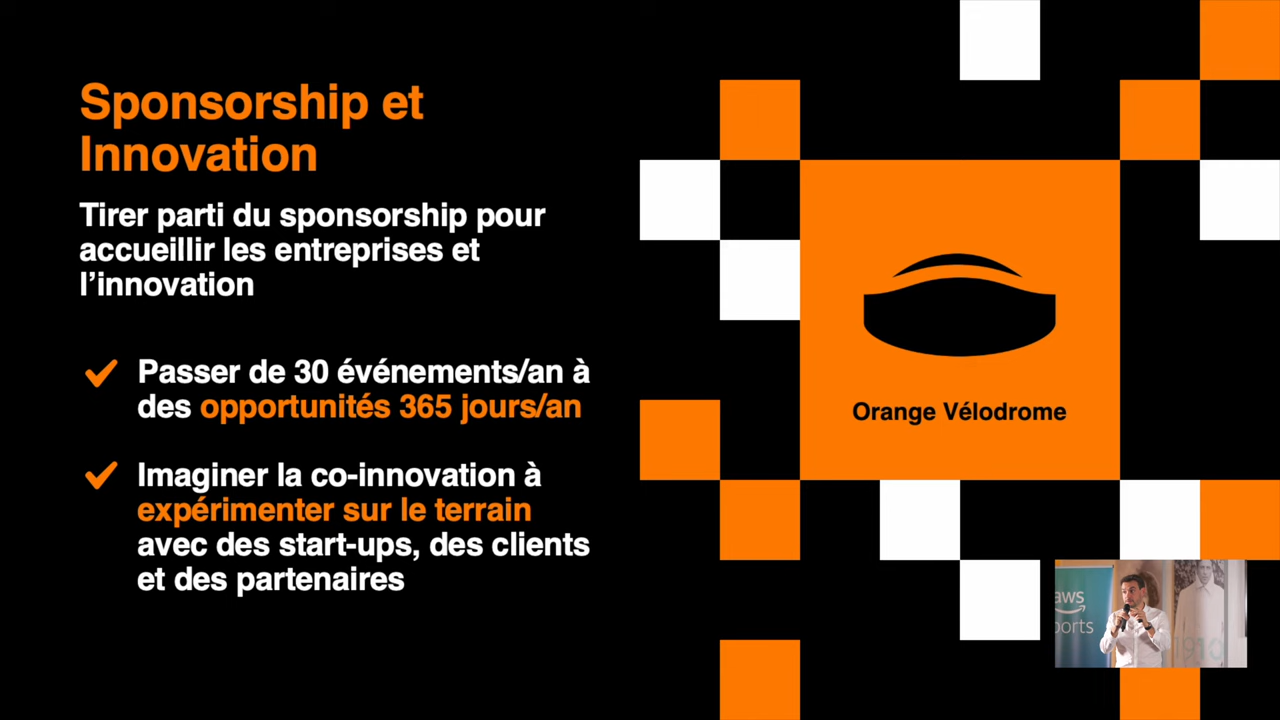 Sponsorship et
Innovation
Tirer parti du sponsorship pour
accueillir les entreprises et
l’innovation
Passer de 30 événements/an à
des opportunités 365 jours/an
Imaginer la co-innovation à
expérimenter sur le terrain
avec des start-ups, des clients
et des partenaires
Orange Vélodrome
aws
ports